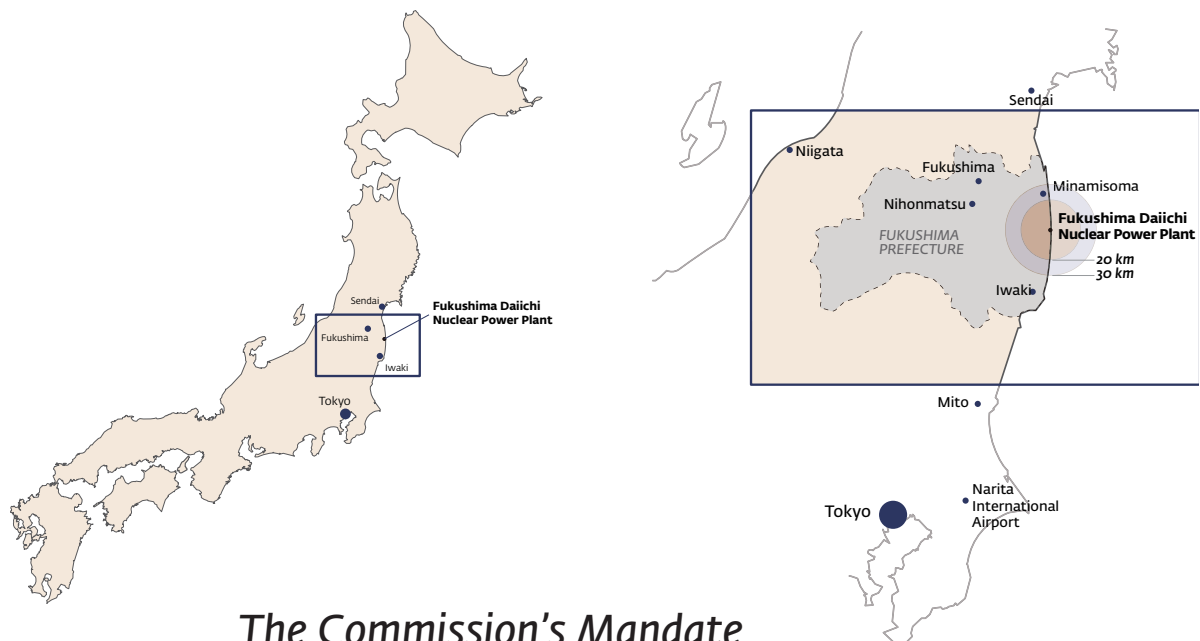 Sendai
Fukushima
Fukushima Daiichi
Nuclear Power Plant
Iwaki
Tokyo
Sendai
Niigata
Fukushima
Minamisoma
Nihonmatsu
Fukushima Daiichi
Nuclear Power Plant
FUKUSHIMA
PREFECTURE
20 km
30 km
Iwaki
Mito
Narita
International
Airport
Tokyo
The Commission's Mandate